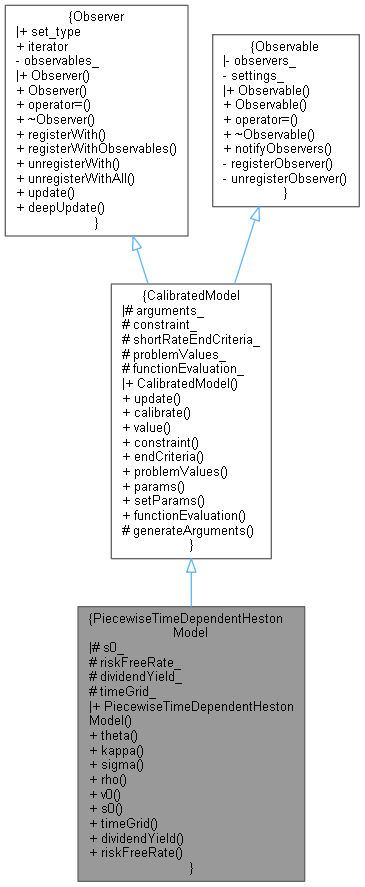 {Observer
|+ set_type
+ iterator
- observables_
|+ Observer()
+ Observer()
+ operator=()
+ ~Observer()
+ registerWith()
+ registerWithObservables()
+ unregisterWith()
+ unregisterWithAll()
+ update()
+ deepUpdate()
}
{Observable
|- observers_
- settings_
|+ Observable()
+ Observable()
+ operator=()
+ ~Observable()
+ notifyObservers()
- registerObserver()
- unregisterObserver()
}
{CalibratedModel
|# arguments_
# constraint_
# shortRateEndCriteria_
# problemValues_
# functionEvaluation_
|+ CalibratedModel()
+ update()
+ calibrate()
+ value()
+ constraint()
+ endCriteria()
+ problemValues()
+ params()
+ setParams()
+ functionEvaluation()
# generateArguments()
}
{PiecewiseTimeDependentHeston
Model
|# s0_
# riskFreeRate_
# dividendYield_
# timeGrid_
|+ PiecewiseTimeDependentHeston
Model()
+ theta()
+ kappa()
+ sigma()
+ rho()
+ v0()
+ s0()
+ timeGrid()
+ dividendYield()
+ riskFreeRate()
}